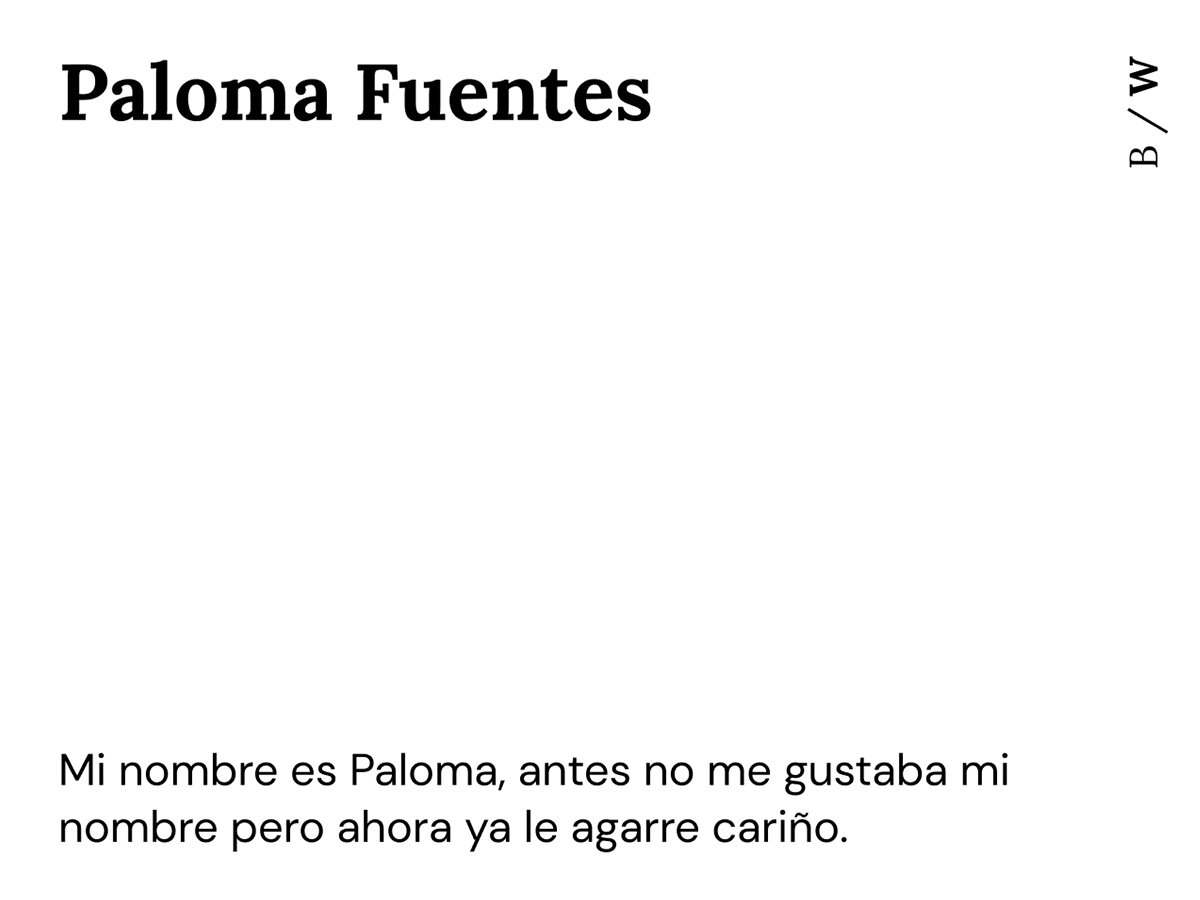 Paloma Fuentes
B / W
Mi nombre es Paloma, antes no me gustaba mi
nombre pero ahora ya le agarre cariño.